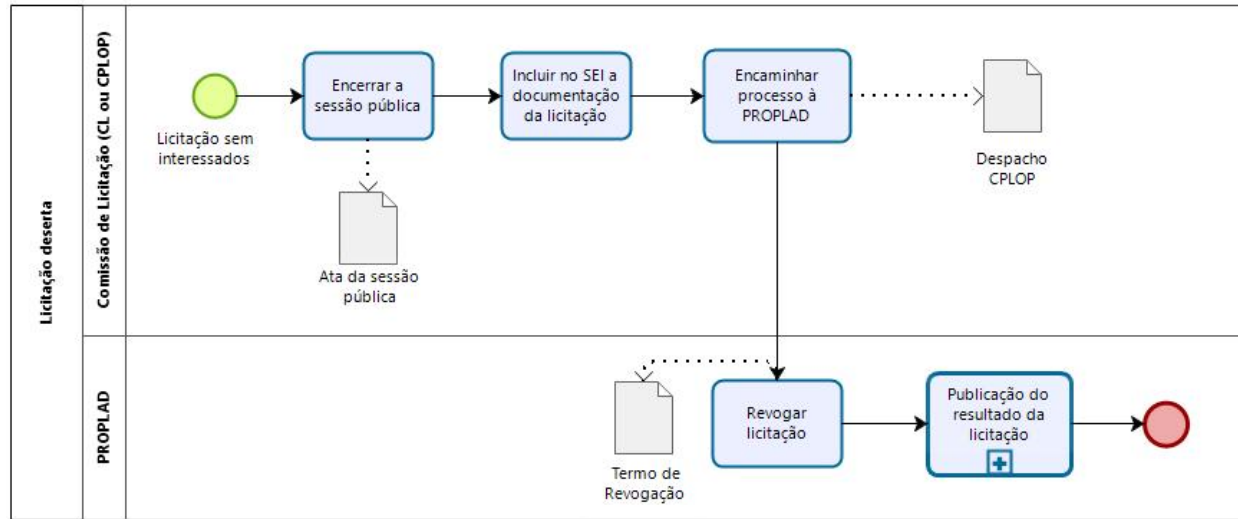 Licitação deserta
Comissão de Licitação (CL ou CPLOP)
Licitação sem
interessados
Encerrar a
sessão pública
Ata da sessão
pública
Incluir no SEI a
documentação
da licitação
Encaminhar
processo à
PROPLAD
Despacho
CPLOP
PROPLAD
Termo de
Revogação
Revogar
licitação
Publicação do
resultado da
licitação